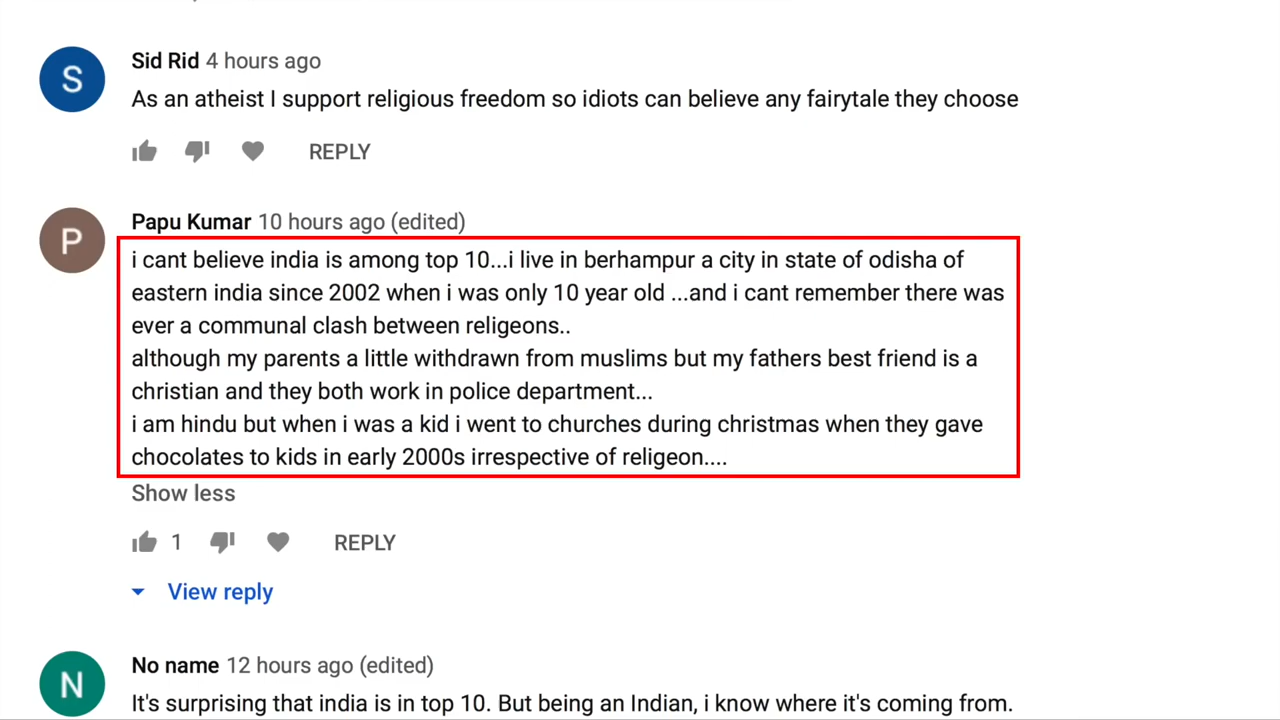 S
Sid Rid 4 hours ago
As an atheist I support religious freedom so idiots can believe any fairytale they choose
REPLY
P
Papu Kumar 10 hours ago (edited)
i cant believe india is among top 10...i live in berhampur a city in state of odisha of
eastern india since 2002 when i was only 10 year old ...and i cant remember there was
ever a communal clash between religeons..
although my parents a little withdrawn from muslims but my fathers best friend is a
christian and they both work in police department...
i am hindu but when i was a kid i went to churches during christmas when they gave
chocolates to kids in early 2000s irrespective of religeon....
Show less
1 REPLY
View reply
N
No name 12 hours ago (edited)
It's surprising that india is in top 10. But being an Indian, i know where it's coming from.